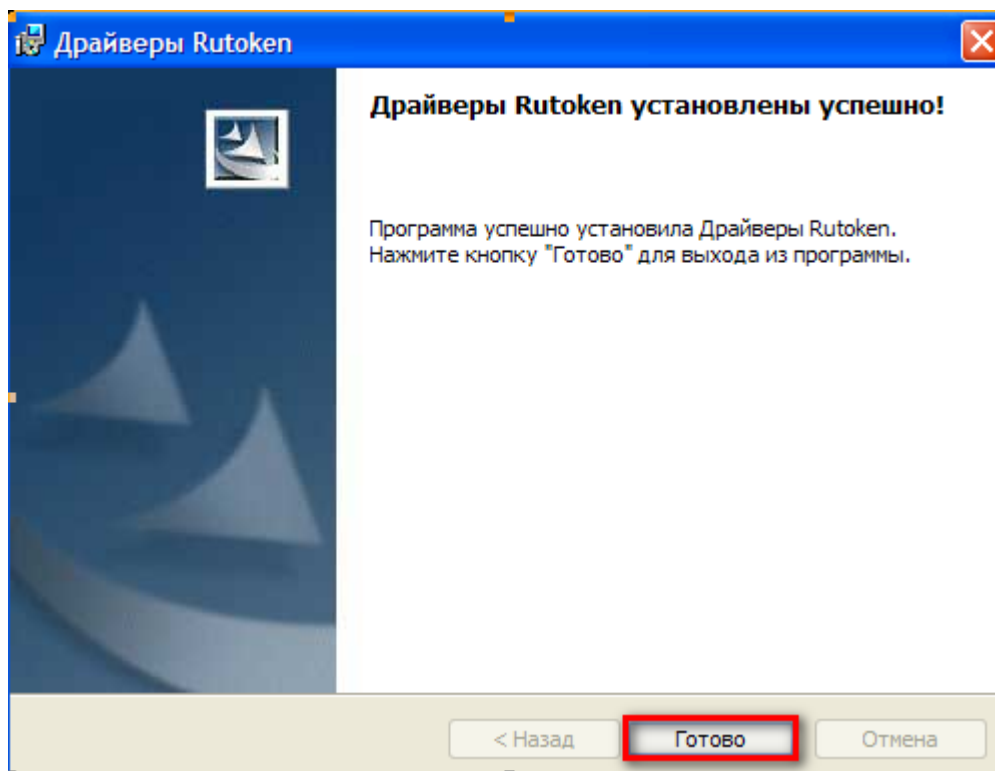 Драйверы Rutoken
Драйверы Rutoken установлены успешно!
Программа успешно установила Драйверы Rutoken.
Нажмите кнопку "Готово" для выхода из программы.
< Назад
Готово
Отмена